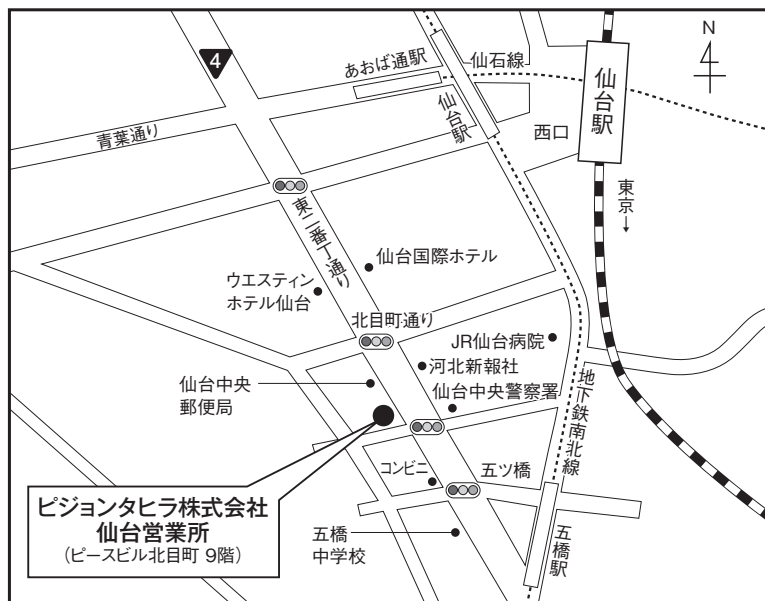 N
4
あおば通駅
仙石線
仙台駅
仙台駅
青葉通り
西口
東京→
東二番丁通り
仙台国際ホテル
ウエスティン
ホテル仙台
北目町通り
JR仙台病院
河北新報社
仙台中央
郵便局
仙台中央警察署
地下鉄南北線
コンビニ
五ツ橋
ピジョンタヒラ株式会社
仙台営業所
(ピースビル北目町 9階)
五橋
中学校
五橋駅